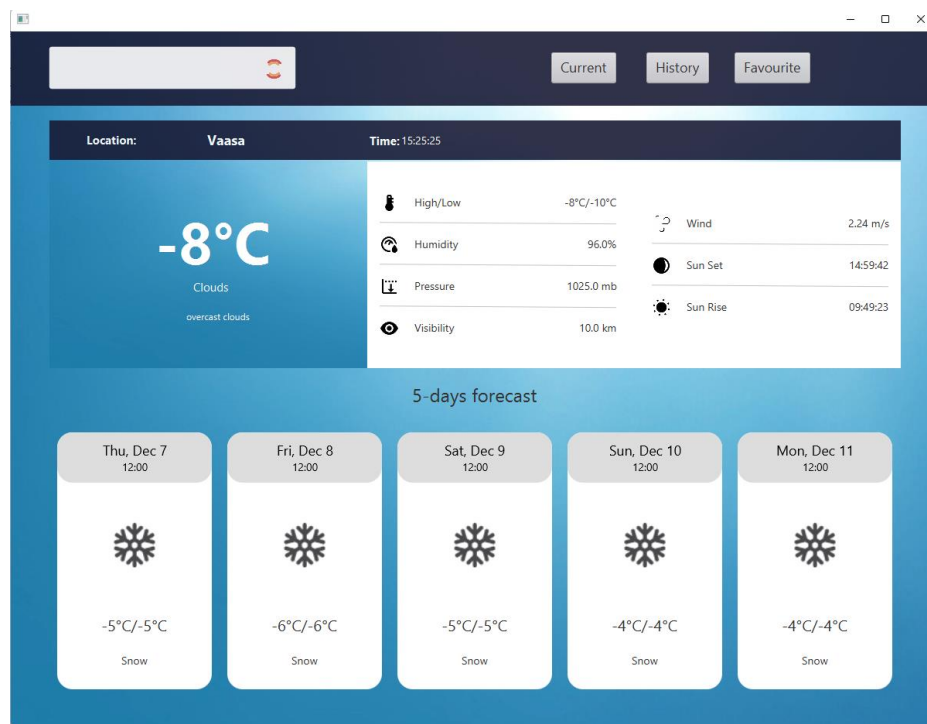 Current History Favourite
Location: Vaasa Time: 15:25:25
-8°C
Clouds
overcast clouds
High/Low -8°C/-10°C
Humidity 96.0%
Pressure 1025.0 mb
Visibility 10.0 km
Wind 2.24 m/s
Sun Set 14:59:42
Sun Rise 09:49:23
5-days forecast
Thu, Dec 7
12:00
-5°C/-5°C
Snow
Fri, Dec 8
12:00
-6°C/-6°C
Snow
Sat, Dec 9
12:00
-5°C/-5°C
Snow
Sun, Dec 10
12:00
-4°C/-4°C
Snow
Mon, Dec 11
12:00
-4°C/-4°C
Snow